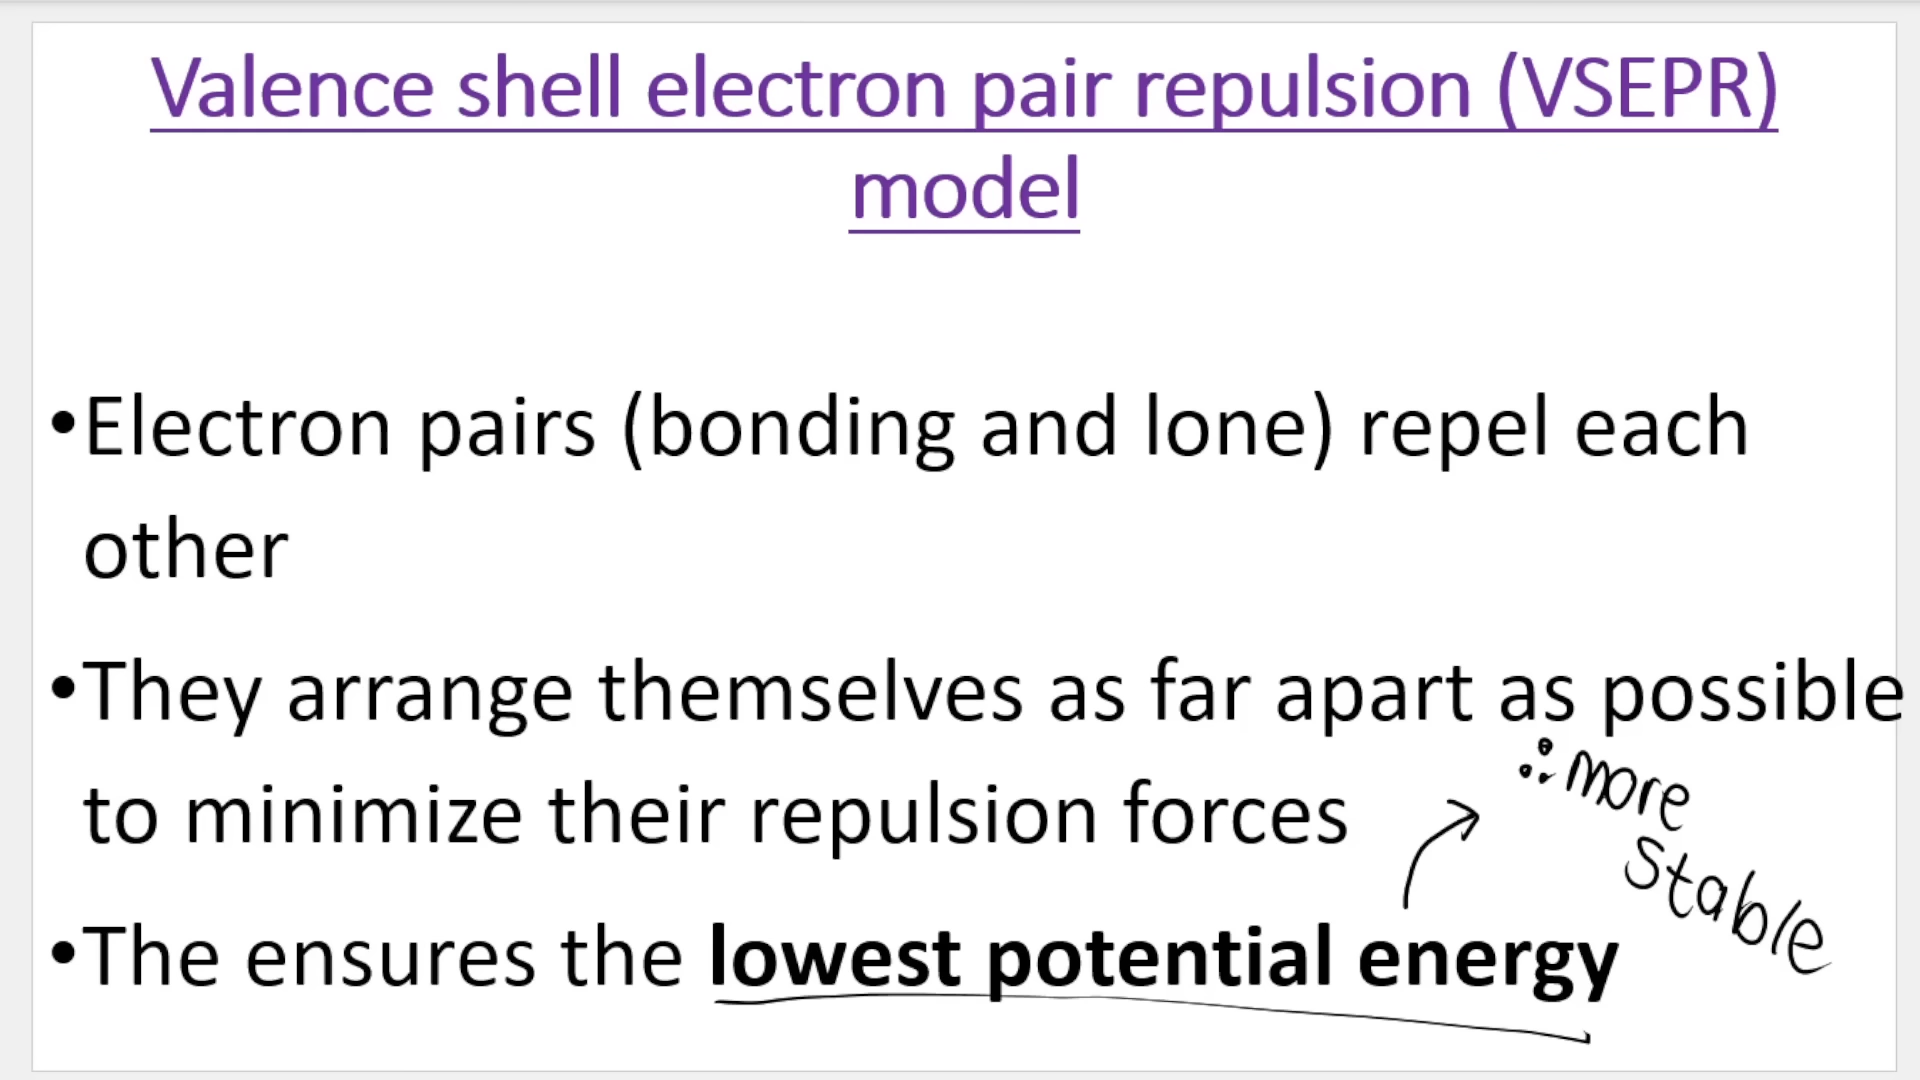 Valence shell electron pair repulsion (VSEPR)
model
•Electron pairs (bonding and lone) repel each
other
•They arrange themselves as far apart as possible
to minimize their repulsion forces
∴ more
stable
•The ensures the lowest potential energy